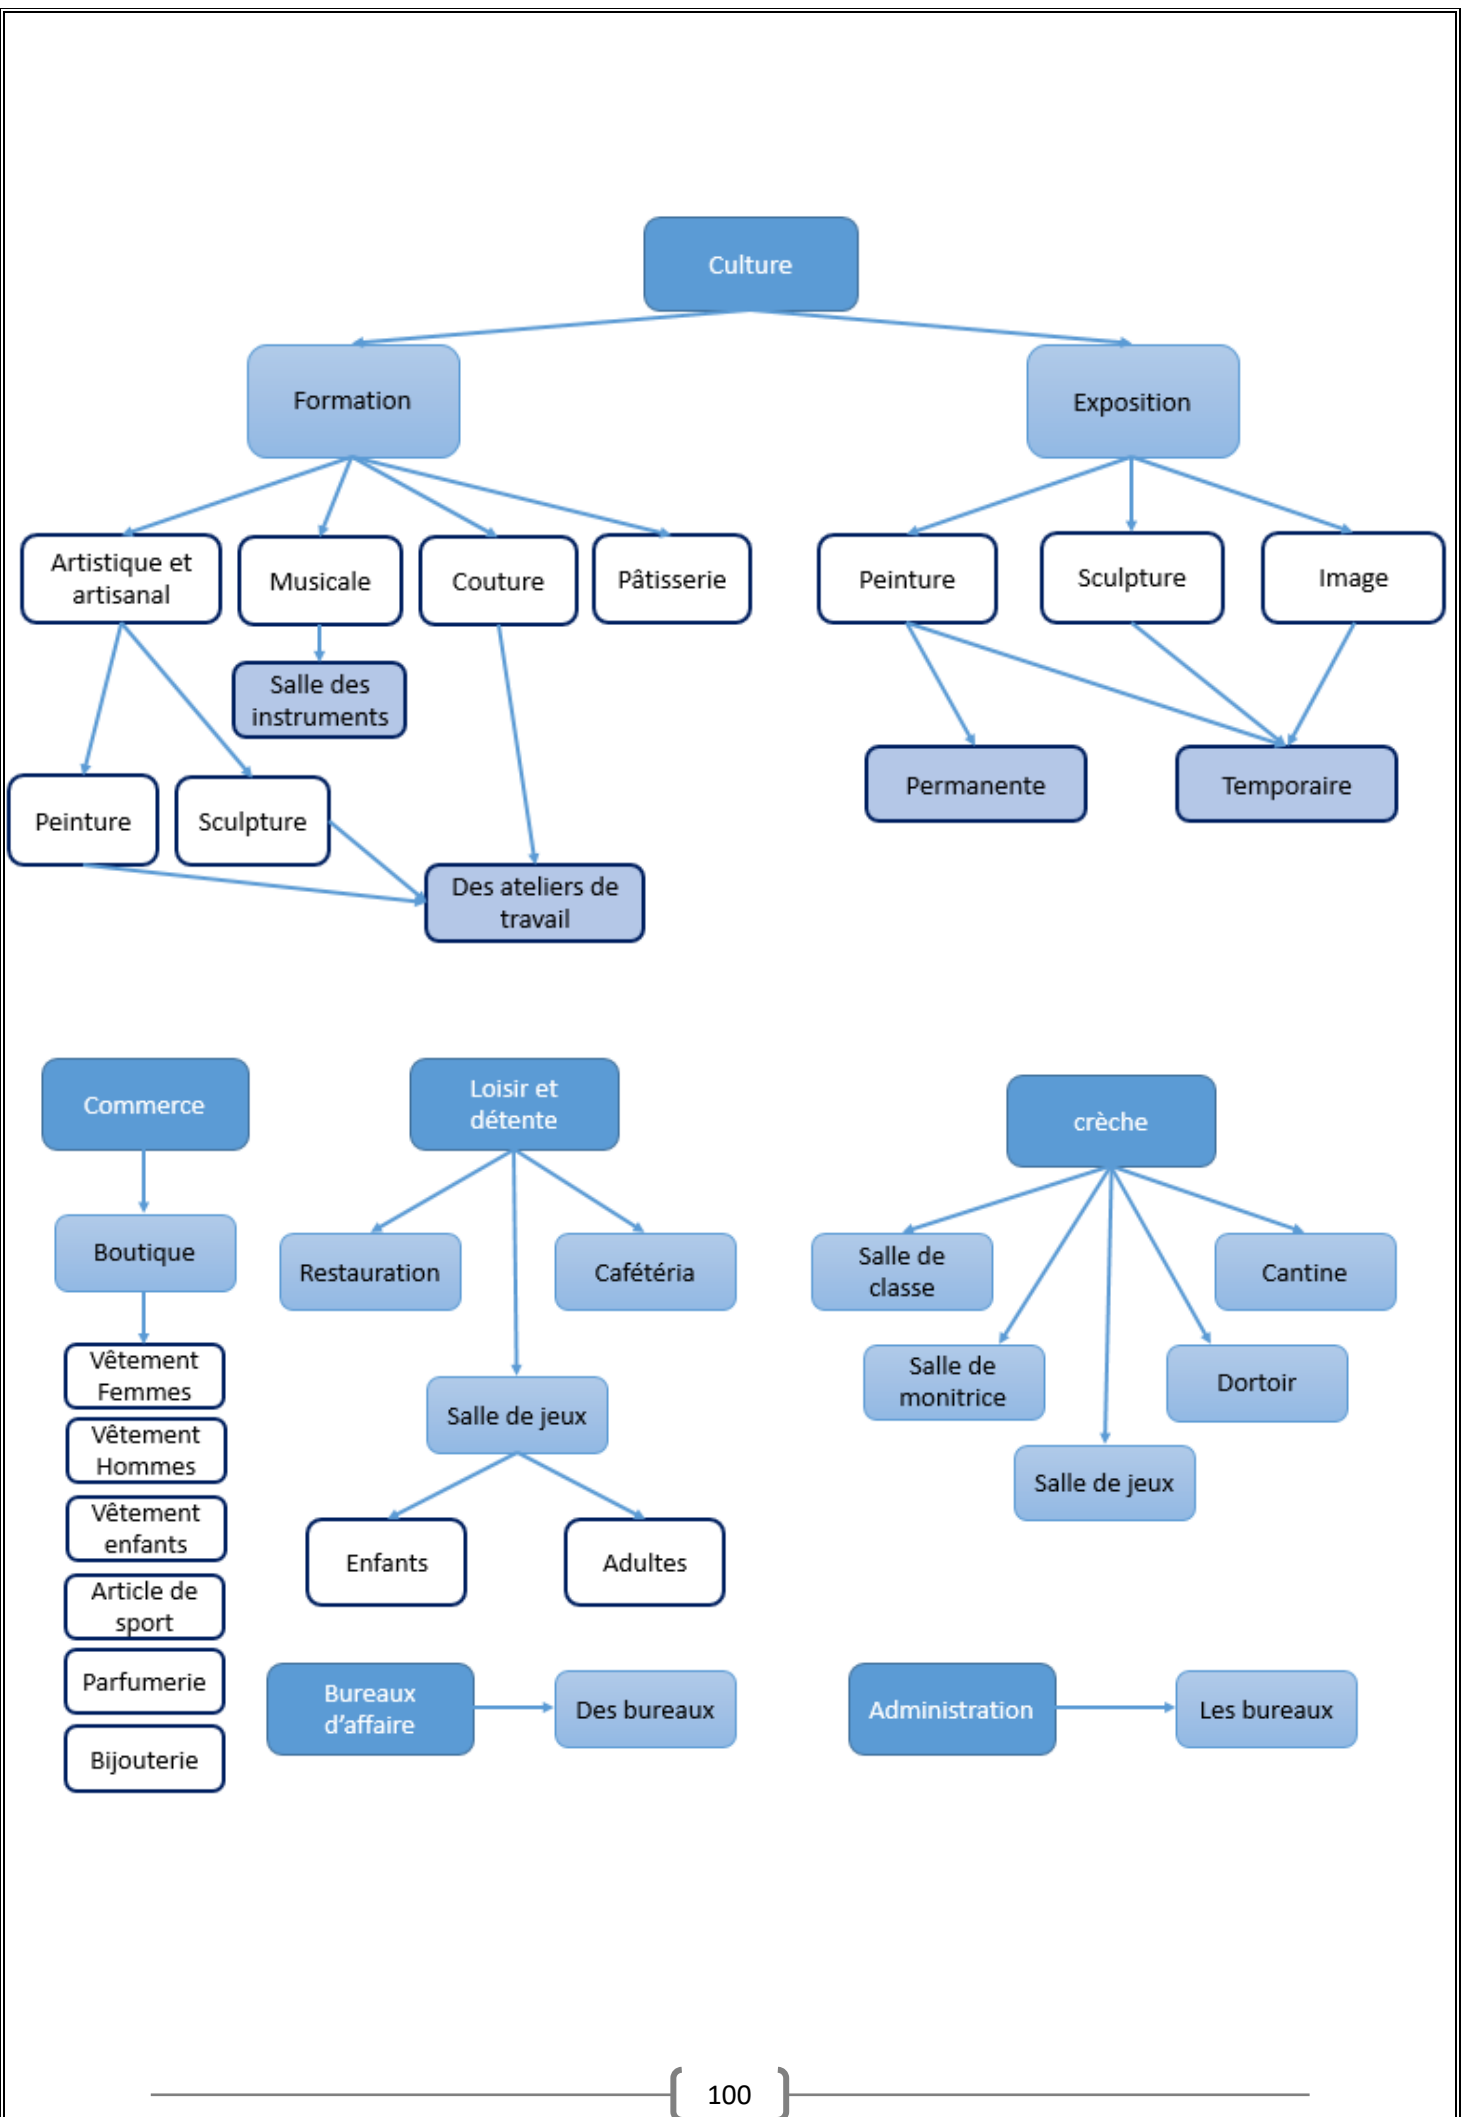 Culture
Formation
Exposition
Artistique et
artisanal
Musicale
Couture
Pâtisserie
Peinture
Sculpture
Image
Salle des
instruments
Permanente
Temporaire
Peinture
Sculpture
Des ateliers de
travail
Commerce
Boutique
Vêtement
Femmes
Vêtement
Hommes
Vêtement
enfants
Article de
sport
Parfumerie
Bijouterie
Loisir et
détente
Restauration
Cafétéria
Salle de jeux
Enfants
Adultes
crèche
Salle de
classe
Cantine
Salle de
monitrice
Dortoir
Salle de jeux
Bureaux
d’affaire
Des bureaux
Administration
Les bureaux
100